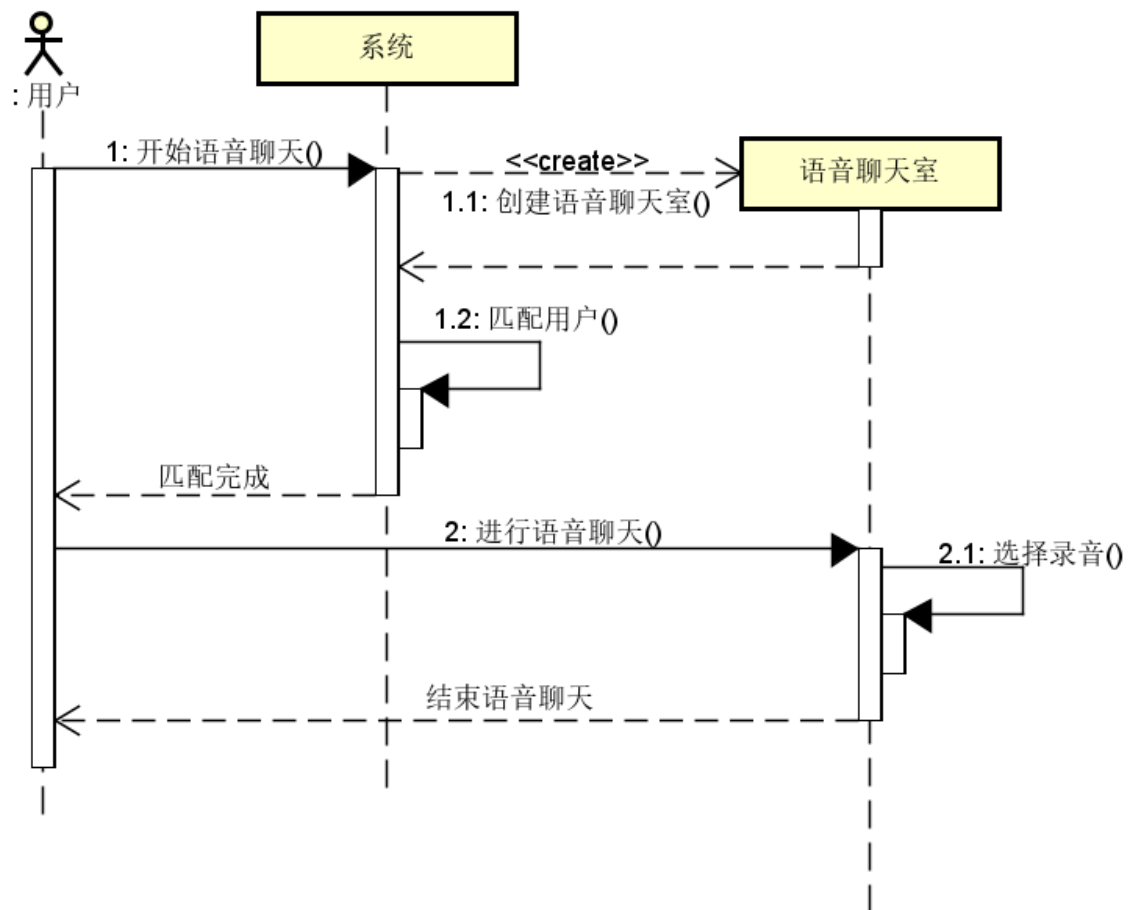 系统
: 用户
1: 开始语音聊天()
<<create>>
语音聊天室
1.1: 创建语音聊天室()
1.2: 匹配用户()
匹配完成
2: 进行语音聊天()
2.1: 选择录音()
结束语音聊天